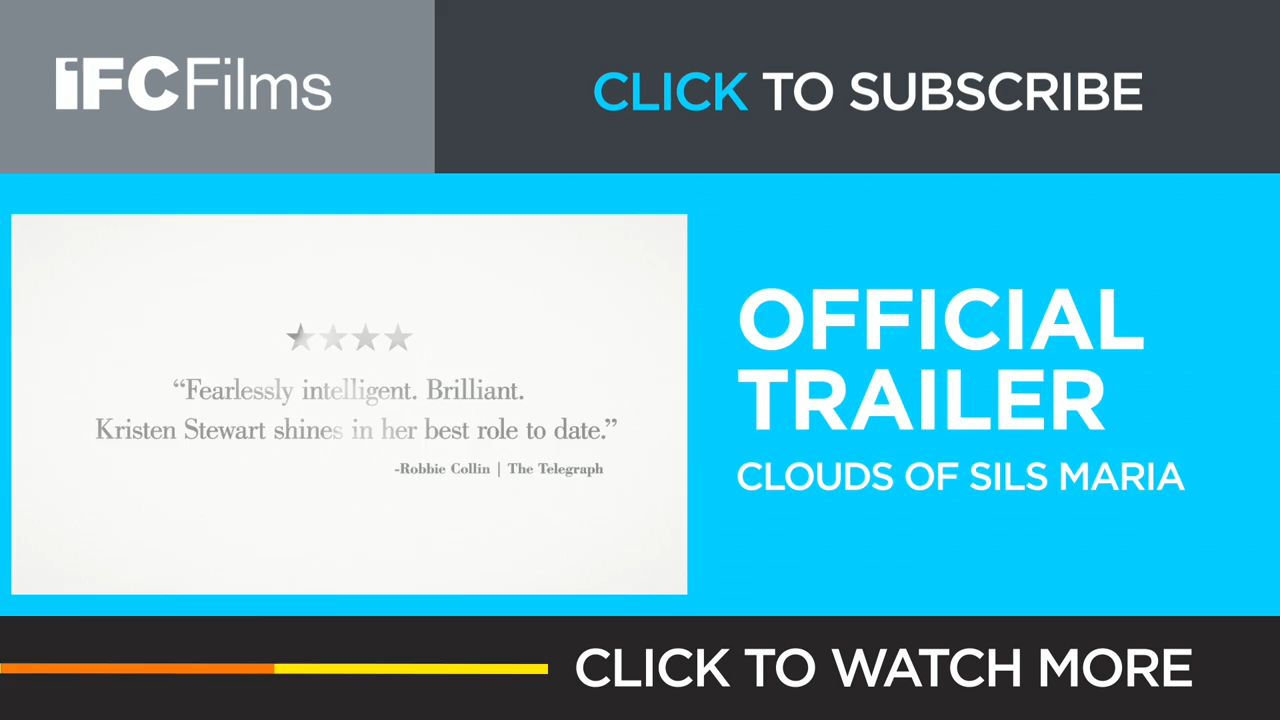 iFCFilms
CLICK TO SUBSCRIBE
“Fearlessly intelligent. Brilliant.
Kristen Stewart shines in her best role to date.”
-Robbie Collin | The Telegraph
OFFICIAL
TRAILER
CLOUDS OF SILS MARIA
CLICK TO WATCH MORE